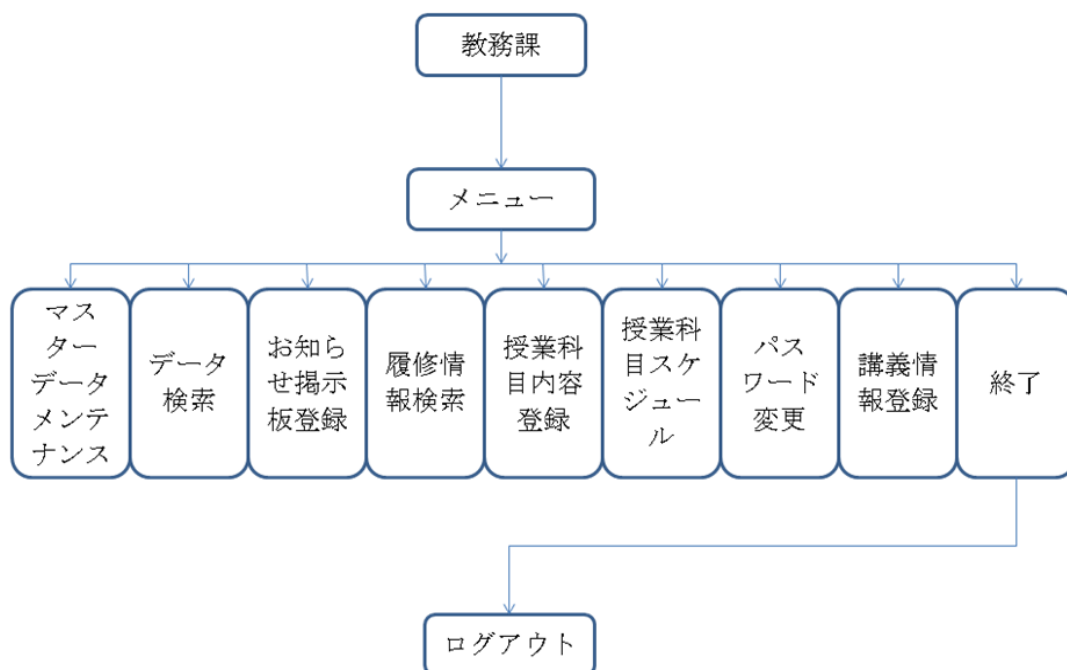 教務課
メニュー
マス
ター
データ
メンテ
ナンス
データ
検索
お知ら
せ掲示
板登録
履修情
報検索
授業科
目内容
登録
授業科
目スケ
ジュー
ル
パス
ワード
変更
講義情
報登録
終了
ログアウト